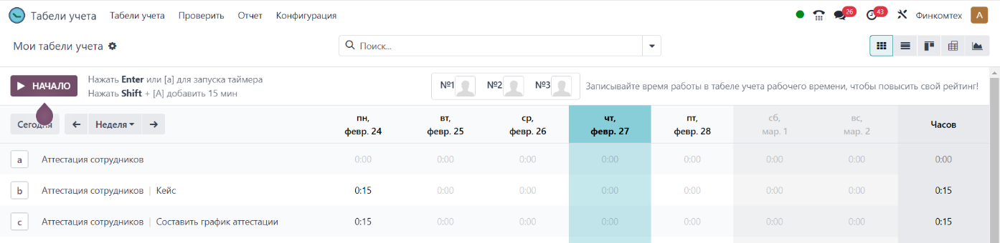 Табели учета Табели учета Проверить Отчет Конфигурация 26 43 Финкомтех A
Мои табели учета Поиск...
НАЧАЛО Нажать Enter или [a] для запуска таймера
Нажать Shift + [A] добавить 15 мин
№1 №2 №3 Записывайте время работы в табеле учета рабочего времени, чтобы повысить свой рейтинг!
Сегодня Неделя пн, февр. 24 вт, февр. 25 ср, февр. 26 чт, февр. 27 пт, февр. 28 сб, мар. 1 вс, мар. 2 Часов
a Аттестация сотрудников 0:00 0:00 0:00 0:00 0:00 0:00 0:00 0:00
b Аттестация сотрудников | Кейс 0:15 0:00 0:00 0:00 0:00 0:00 0:00 0:15
c Аттестация сотрудников | Составить график аттестации 0:15 0:00 0:00 0:00 0:00 0:00 0:00 0:15